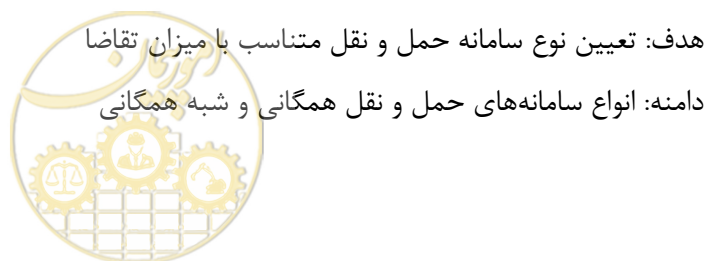 هدف: تعیین نوع سامانه حمل و نقل متناسب با میزان تقاضا
دامنه: انواع سامانه‌های حمل و نقل همگانی و شبه همگانی